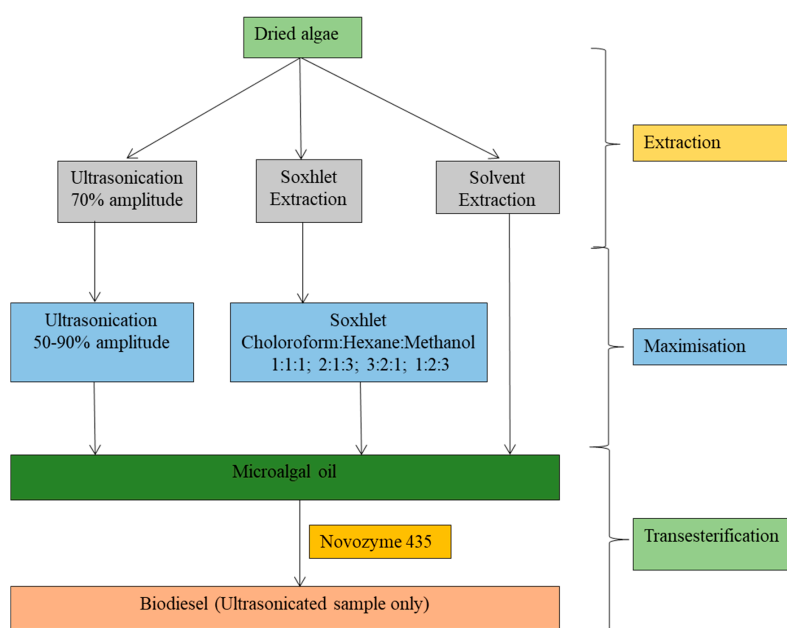 Dried algae
Extraction
Ultrasonication
70% amplitude
Soxhlet
Extraction
Solvent
Extraction
Ultrasonication
50-90% amplitude
Soxhlet
Choloroform:Hexane:Methanol
1:1:1; 2:1:3; 3:2:1; 1:2:3
Maximisation
Microalgal oil
Novozyme 435
Transesterification
Biodiesel (Ultrasonicated sample only)